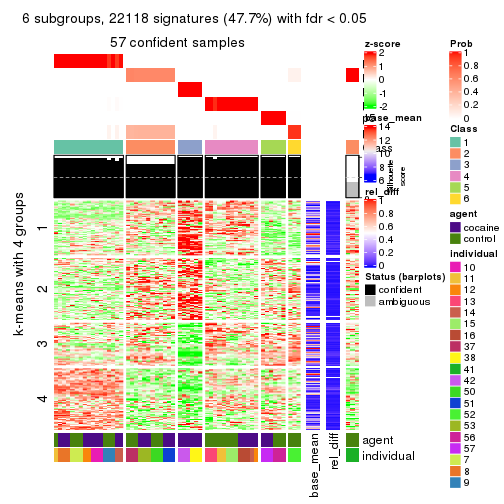 6 subgroups, 22118 signatures (47.7%) with fdr < 0.05
57 confident samples
k-means with 4 groups
1
2
3
4
base_mean
rel_diff
agent
individual
z-score
2
1
0
-1
-2
base_mean
14
12
10
8
6
Silhouette
score
rel_diff
1
0.8
0.6
0.4
0.2
0
Status (barplots)
confident
ambiguous
Prob
1
0.8
0.6
0.4
0.2
0
Class
1
2
3
4
5
6
agent
cocaine
control
Individual
10
11
12
13
14
15
16
37
38
41
42
50
51
52
53
56
57
7
8
9